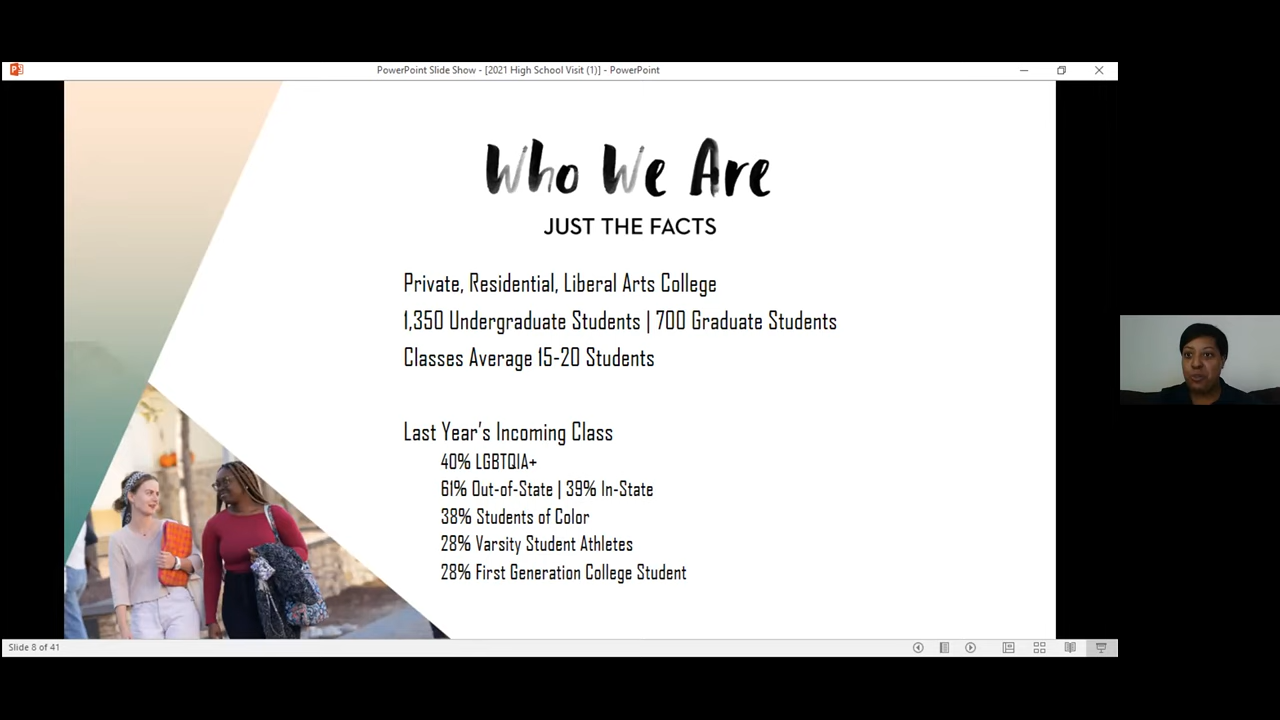 PowerPoint Slide Show - [2021 High School Visit (1)] - PowerPoint
Who We Are
JUST THE FACTS
Private, Residential, Liberal Arts College
1,350 Undergraduate Students | 700 Graduate Students
Classes Average 15-20 Students
Last Year's Incoming Class
40% LGBTQIA+
61% Out-of-State | 39% In-State
38% Students of Color
28% Varsity Student Athletes
28% First Generation College Student
Slide 8 of 41